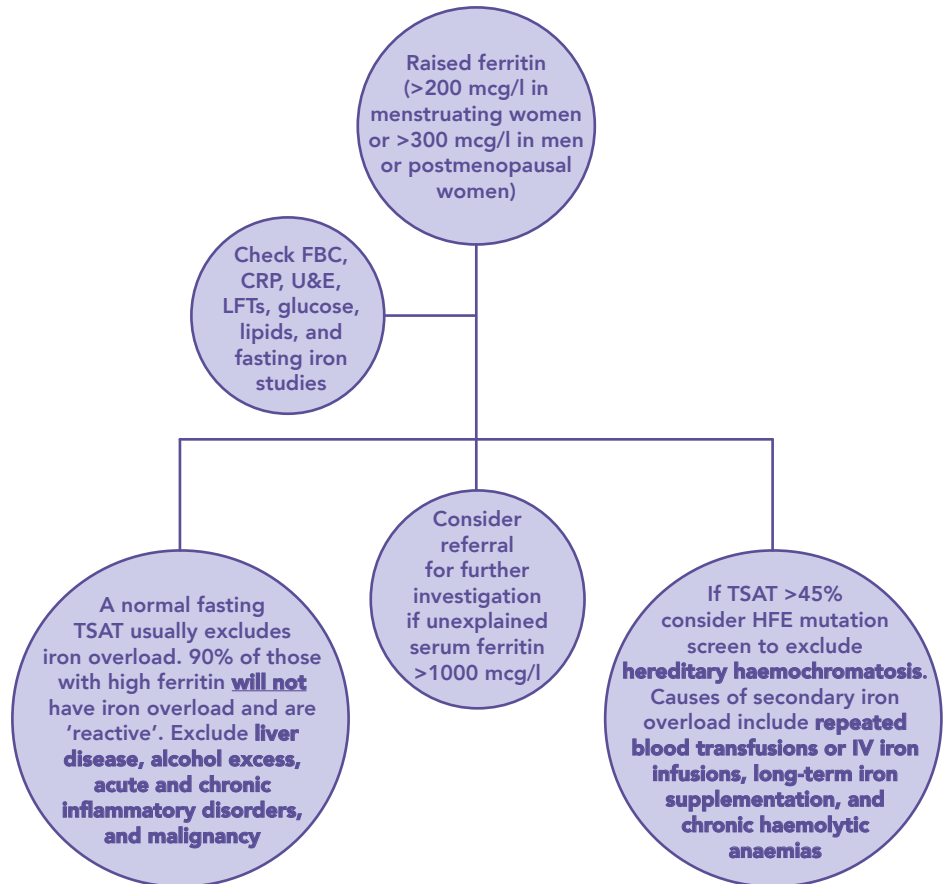 Raised ferritin
(>200 mcg/l in
menstruating women
or >300 mcg/l in men
or postmenopausal
women)
Check FBC,
CRP, U&E,
LFTs, glucose,
lipids, and
fasting iron
studies
A normal fasting
TSAT usually excludes
iron overload. 90% of those
with high ferritin will not
have iron overload and are
‘reactive’. Exclude liver
disease, alcohol excess,
acute and chronic
inflammatory disorders,
and malignancy
Consider
referral
for further
investigation
if unexplained
serum ferritin
>1000 mcg/l
If TSAT >45%
consider HFE mutation
screen to exclude
hereditary haemochromatosis.
Causes of secondary iron
overload include repeated
blood transfusions or IV iron
infusions, long-term iron
supplementation, and
chronic haemolytic
anaemias